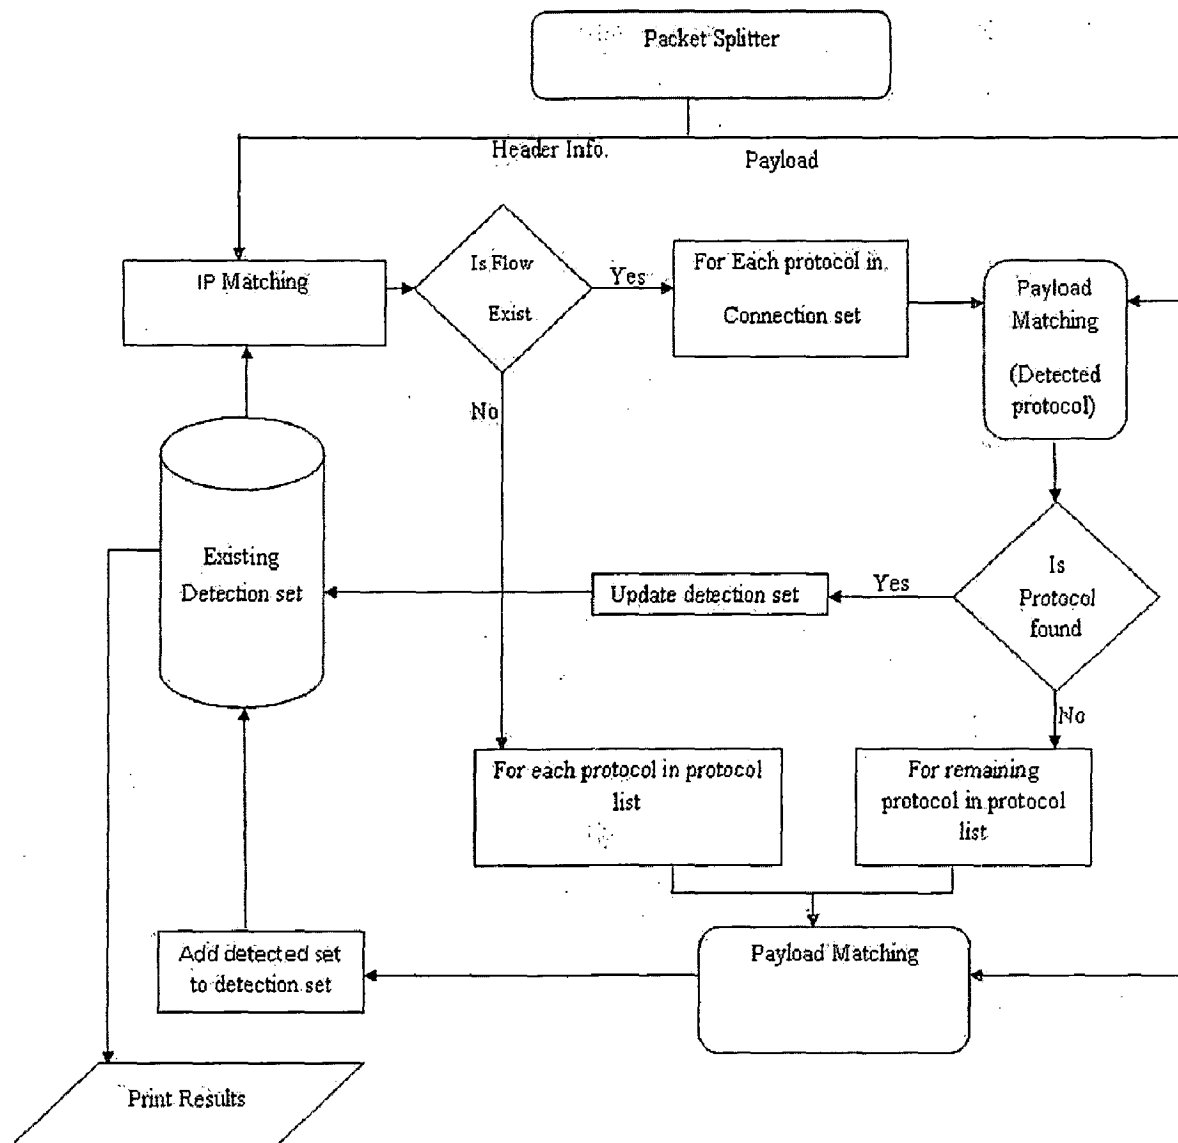 Packet Splitter
Header Info.
Payload
IP Matching
Is Flow
Exist
Yes
For Each protocol in
Connection set
Payload
Matching
(Detected
protocol)
No
Existing
Detection set
Update detection set
Yes
Is
Protocol
found
No
For each protocol in protocol
list
For remaining
protocol in protocol
list
Add detected set
to detection set
Payload Matching
Print Results